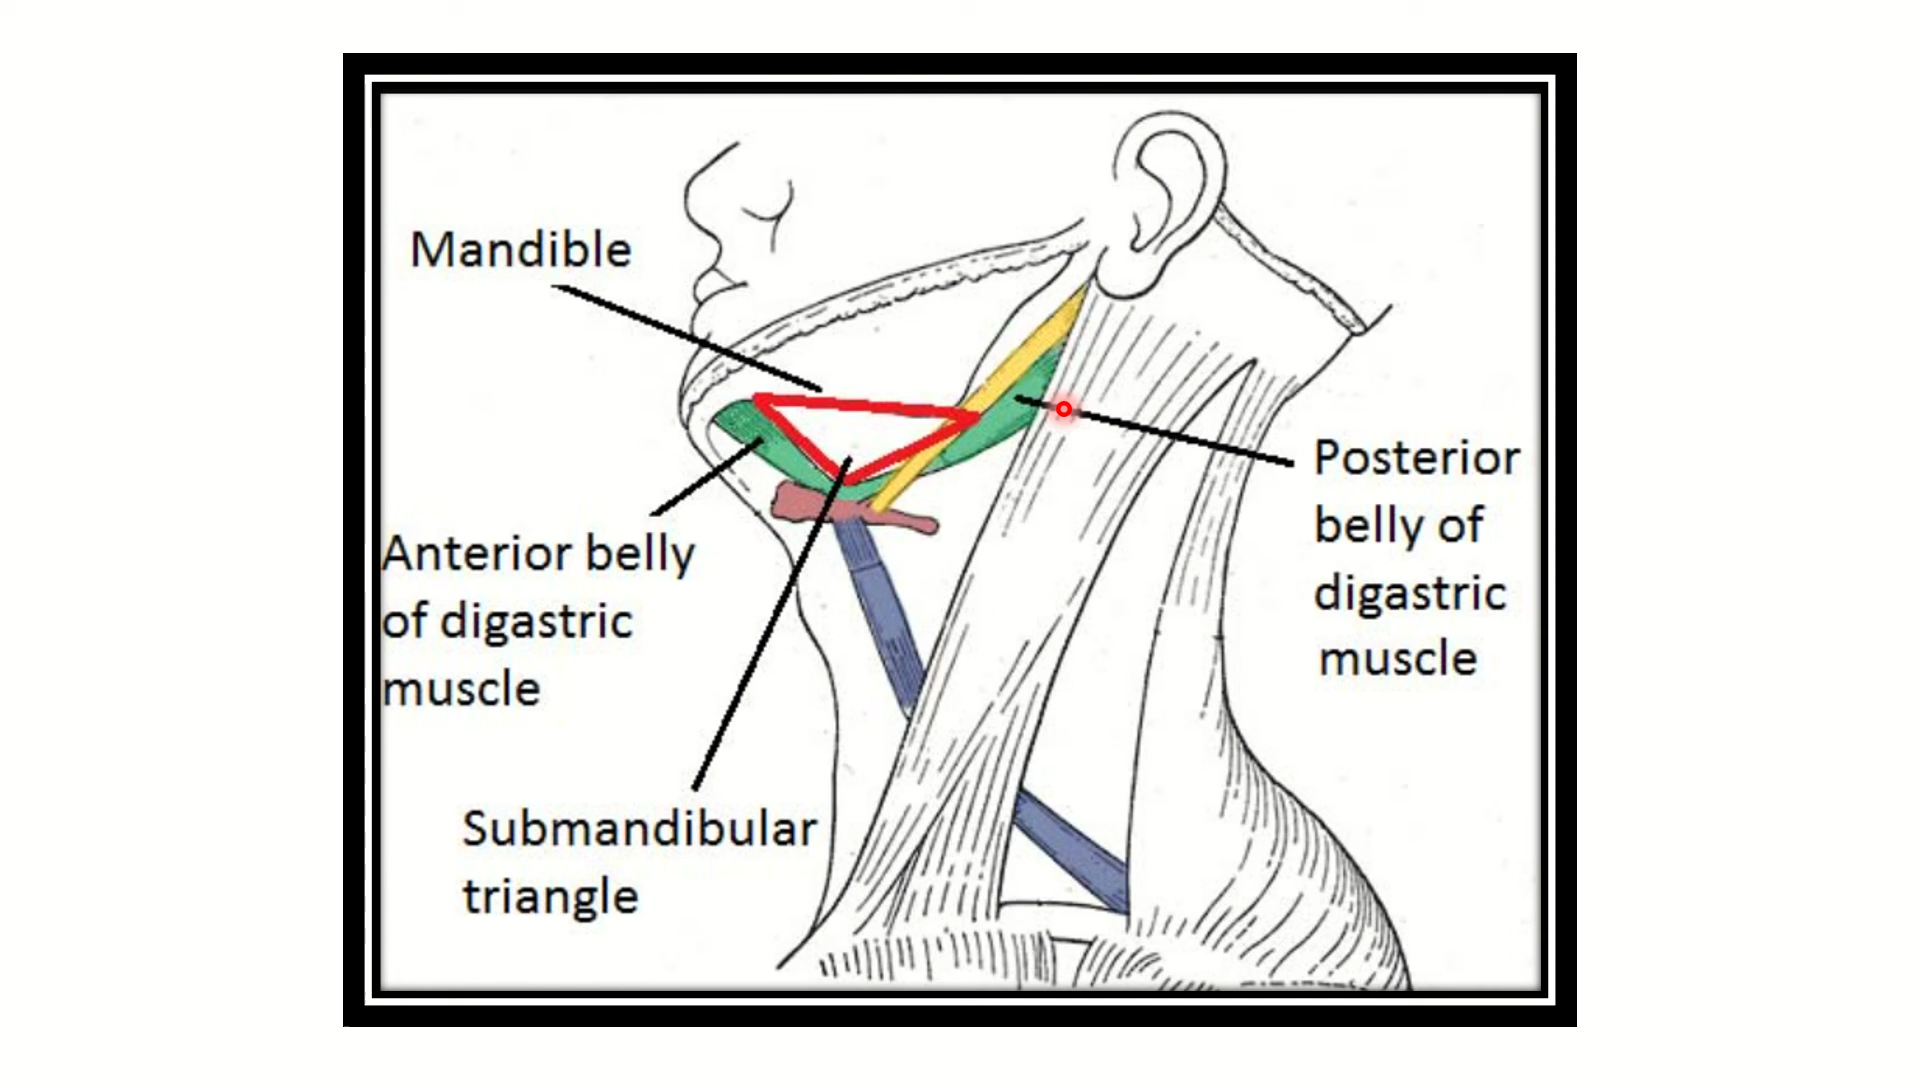 Mandible
Anterior belly
of digastric
muscle
Submandibular
triangle
Posterior
belly of
digastric
muscle